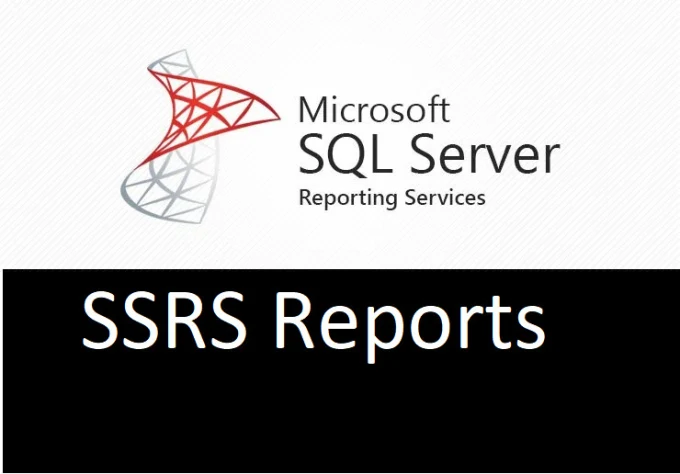 Microsoft
SQL Server
Reporting Services
SSRS Reports